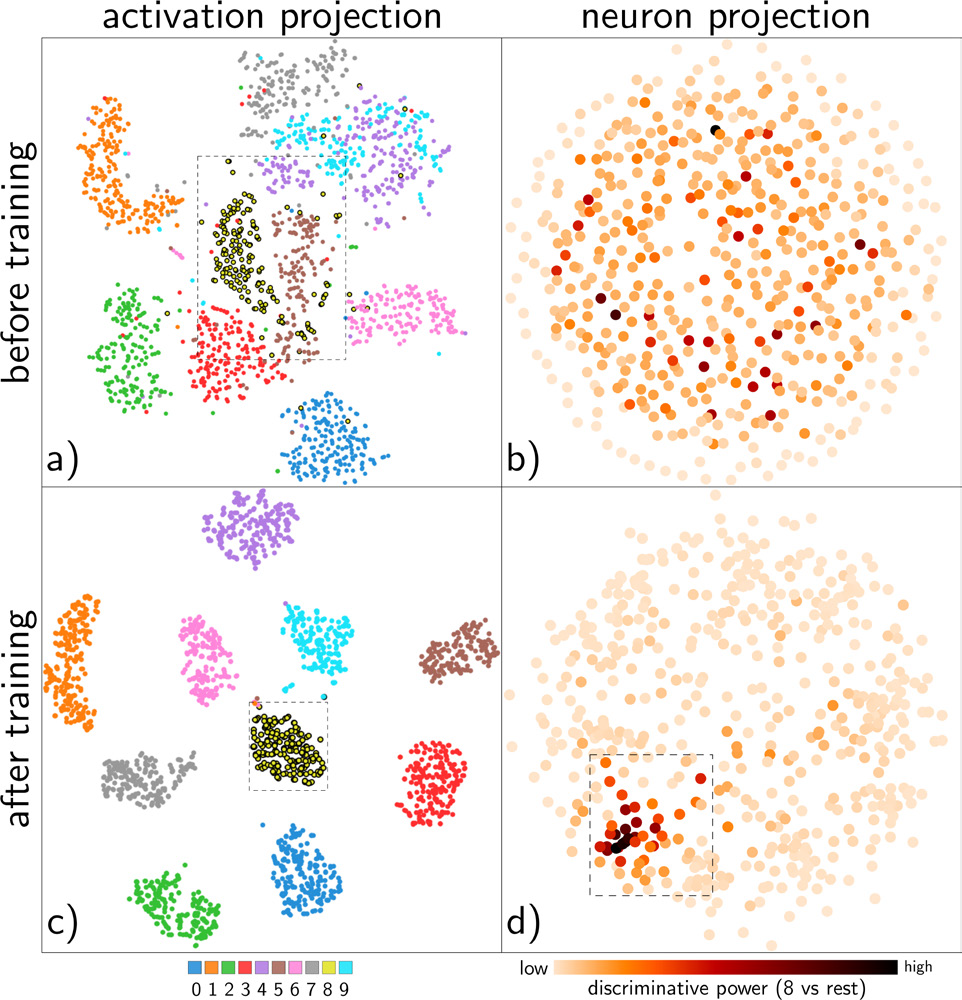 activation projection
neuron projection
before training
a)
b)
after training
c)
d)
0 1 2 3 4 5 6 7 8 9
low high
discriminative power (8 vs rest)